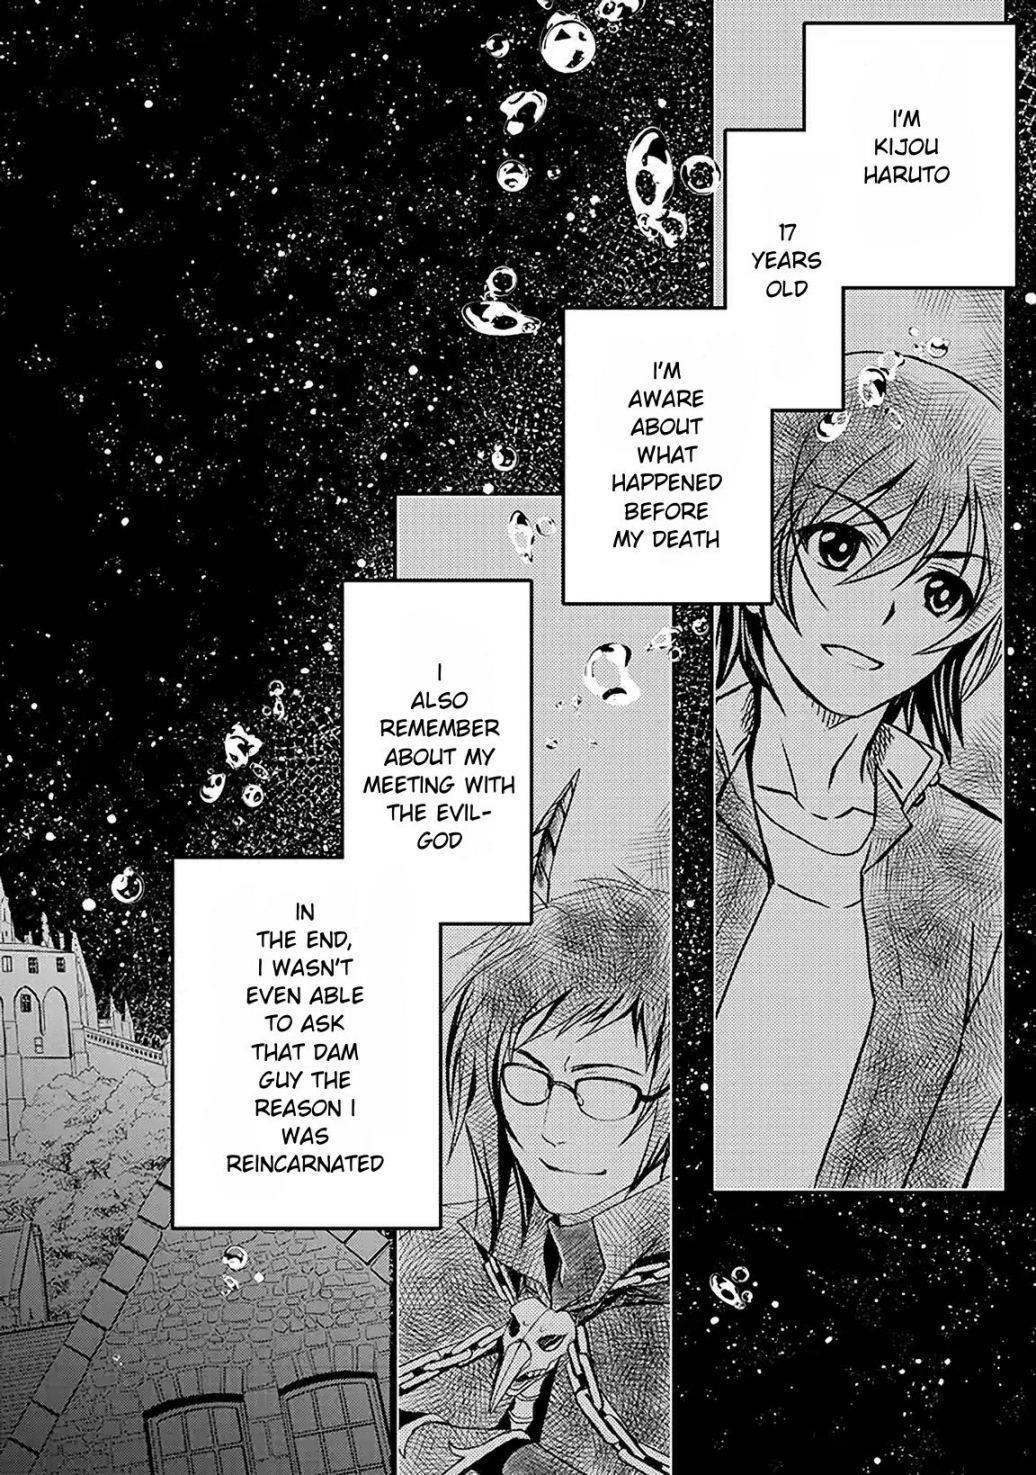 I'M
KIJOU
HARUTO
17
YEARS
OLD
I'M
AWARE
ABOUT
WHAT
HAPPENED
BEFORE
MY DEATH
I
ALSO
REMEMBER
ABOUT MY
MEETING WITH
THE EVIL-
GOD
IN
THE END,
I WASN'T
EVEN ABLE
TO ASK
THAT DAM
GUY THE
REASON I
WAS
REINCARNATED